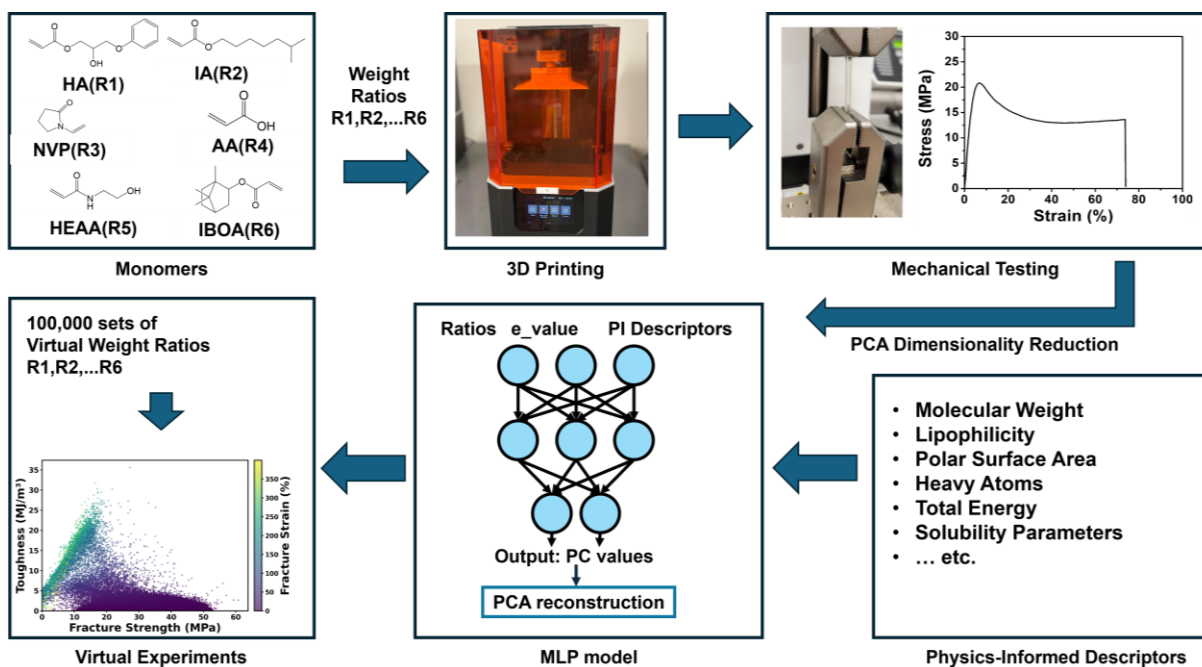 HA(R1)
IA(R2)
NVP(R3)
AA(R4)
HEAA(R5)
IBOA(R6)
O
O
OH
O
O
O
N
O
OH
O
N
H
OH
O
O
Monomers
Weight
Ratios
R1,R2,...R6
3D Printing
Stress (MPa)
30
25
20
15
10
5
0
0
20
40
60
80
100
Strain (%)
Mechanical Testing
PCA Dimensionality Reduction
100,000 sets of
Virtual Weight Ratios
R1,R2,...R6
Toughness (MJ/m³)
35
30
25
20
15
10
5
0
0
10
20
30
40
50
60
Fracture Strength (MPa)
350
300
250
200
150
100
50
0
Fracture Strain (%)
Virtual Experiments
Ratios e_value PI Descriptors
Output: PC values
PCA reconstruction
MLP model
• Molecular Weight
• Lipophilicity
• Polar Surface Area
• Heavy Atoms
• Total Energy
• Solubility Parameters
• … etc.
Physics-Informed Descriptors